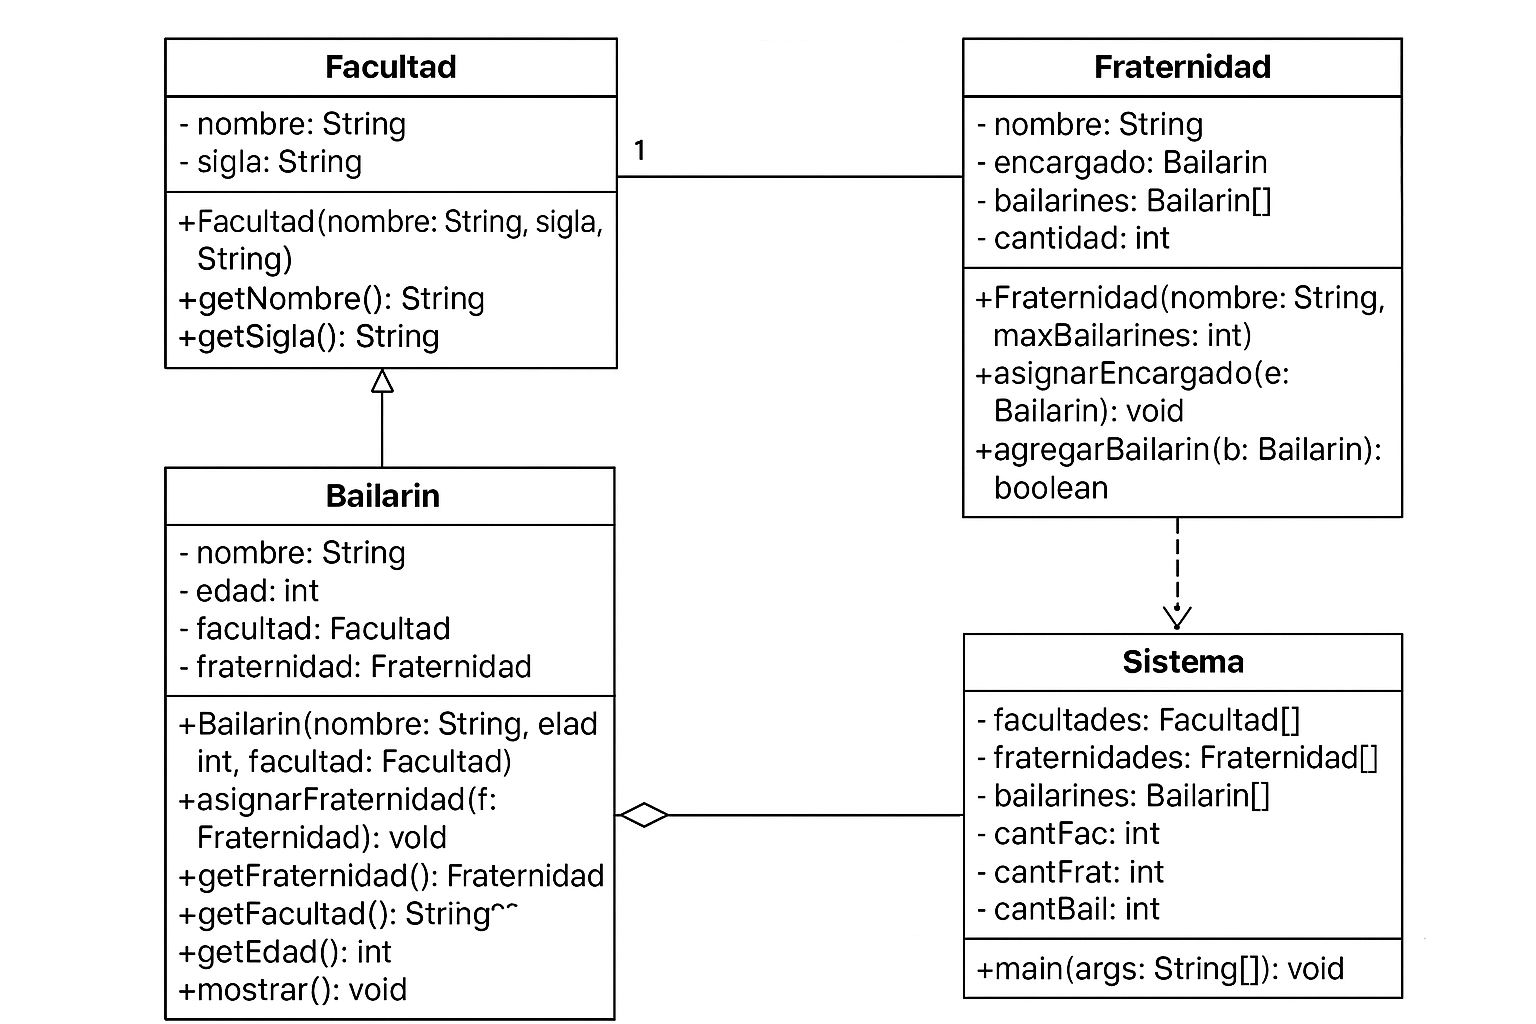 Facultad
- nombre: String
- sigla: String
+Facultad(nombre: String, sigla,
String)
+getNombre(): String
+getSigla(): String
1
Fraternidad
- nombre: String
- encargado: Bailarin
- bailarines: Bailarin[]
- cantidad: int
+Fraternidad(nombre: String,
maxBailarines: int)
+asignarEncargado(e:
Bailarin): void
+agregarBailarin(b: Bailarin):
boolean
Bailarin
- nombre: String
- edad: int
- facultad: Facultad
- fraternidad: Fraternidad
+Bailarin(nombre: String, elad
int, facultad: Facultad)
+asignarFraternidad(f:
Fraternidad): vold
+getFraternidad(): Fraternidad
+getFacultad(): String
+getEdad(): int
+mostrar(): void
Sistema
- facultades: Facultad[]
- fraternidades: Fraternidad[]
- bailarines: Bailarin[]
- cantFac: int
- cantFrat: int
- cantBail: int
+main(args: String[]): void